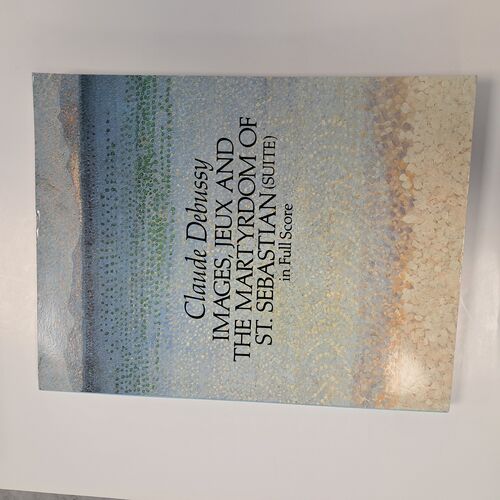 Claude Debussy
IMAGES, JEUX AND
THE MARTYRDOM OF
ST. SEBASTIAN (SUITE)
in Full Score